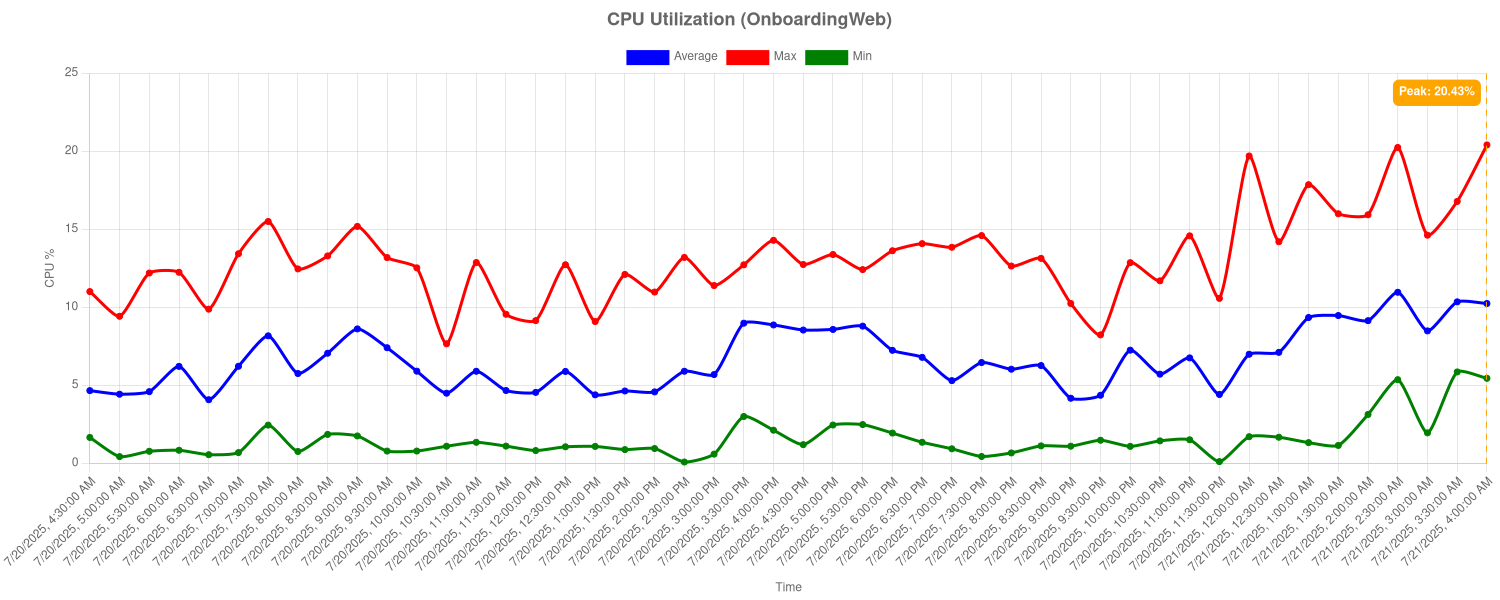 CPU Utilization (OnboardingWeb)
Average Max Min
Peak: 20.43%
25
20
15
10
5
0
CPU %
7/20/2025, 4:30:00 AM
7/20/2025, 5:00:00 AM
7/20/2025, 5:30:00 AM
7/20/2025, 6:00:00 AM
7/20/2025, 6:30:00 AM
7/20/2025, 7:00:00 AM
7/20/2025, 7:30:00 AM
7/20/2025, 8:00:00 AM
7/20/2025, 8:30:00 AM
7/20/2025, 9:00:00 AM
7/20/2025, 9:30:00 AM
7/20/2025, 10:00:00 AM
7/20/2025, 10:30:00 AM
7/20/2025, 11:00:00 AM
7/20/2025, 11:30:00 AM
7/20/2025, 12:00:00 PM
7/20/2025, 12:30:00 PM
7/20/2025, 1:00:00 PM
7/20/2025, 1:30:00 PM
7/20/2025, 2:00:00 PM
7/20/2025, 2:30:00 PM
7/20/2025, 3:00:00 PM
7/20/2025, 3:30:00 PM
7/20/2025, 4:00:00 PM
7/20/2025, 4:30:00 PM
7/20/2025, 5:00:00 PM
7/20/2025, 5:30:00 PM
7/20/2025, 6:00:00 PM
7/20/2025, 6:30:00 PM
7/20/2025, 7:00:00 PM
7/20/2025, 7:30:00 PM
7/20/2025, 8:00:00 PM
7/20/2025, 8:30:00 PM
7/20/2025, 9:00:00 PM
7/20/2025, 9:30:00 PM
7/20/2025, 10:00:00 PM
7/20/2025, 10:30:00 PM
7/20/2025, 11:00:00 PM
7/20/2025, 11:30:00 PM
7/21/2025, 12:00:00 AM
7/21/2025, 12:30:00 AM
7/21/2025, 1:00:00 AM
7/21/2025, 1:30:00 AM
7/21/2025, 2:00:00 AM
7/21/2025, 2:30:00 AM
7/21/2025, 3:00:00 AM
7/21/2025, 3:30:00 AM
7/21/2025, 4:00:00 AM
Time